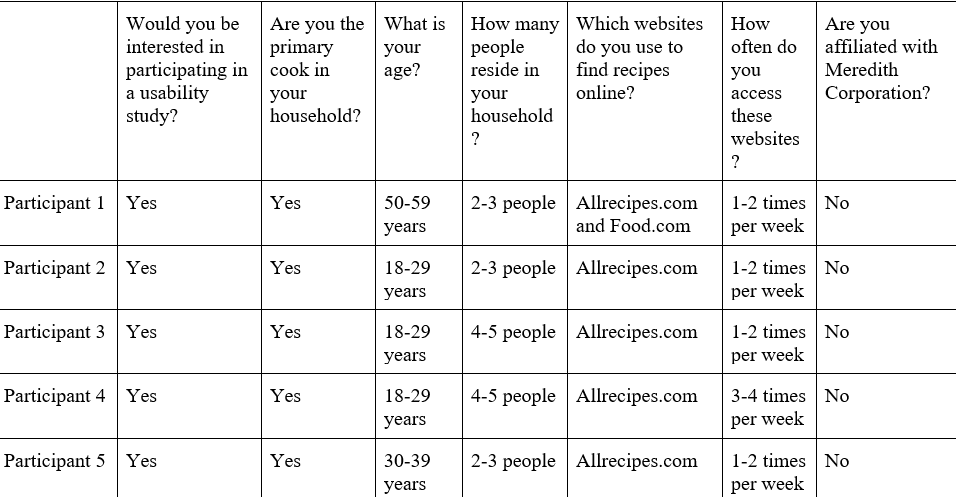 Would you be interested in participating in a usability study?
Are you the primary cook in your household?
What is your age?
How many people reside in your household ?
Which websites do you use to find recipes online?
How often do you access these websites ?
Are you affiliated with Meredith Corporation?
Participant 1 Yes Yes 50-59 years 2-3 people Allrecipes.com and Food.com 1-2 times per week No
Participant 2 Yes Yes 18-29 years 2-3 people Allrecipes.com 1-2 times per week No
Participant 3 Yes Yes 18-29 years 4-5 people Allrecipes.com 1-2 times per week No
Participant 4 Yes Yes 18-29 years 4-5 people Allrecipes.com 3-4 times per week No
Participant 5 Yes Yes 30-39 years 2-3 people Allrecipes.com 1-2 times per week No